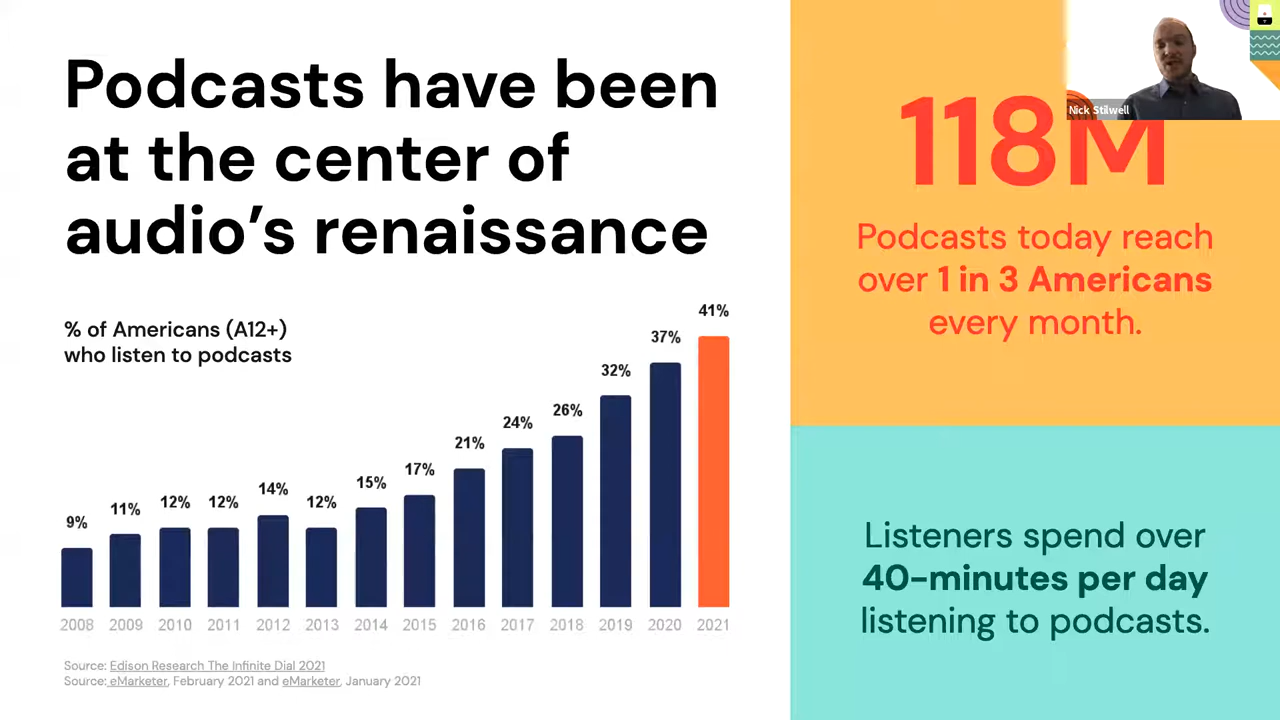 Podcasts have been
at the center of
audio’s renaissance
% of Americans (A12+)
who listen to podcasts
9%
11%
12%
12%
14%
12%
15%
17%
21%
24%
26%
32%
37%
41%
2008
2009
2010
2011
2012
2013
2014
2015
2016
2017
2018
2019
2020
2021
Source: Edison Research The Infinite Dial 2021
Source: eMarketer, February 2021 and eMarketer, January 2021
Nick Stilwell
118M
Podcasts today reach
over 1 in 3 Americans
every month.
Listeners spend over
40-minutes per day
listening to podcasts.